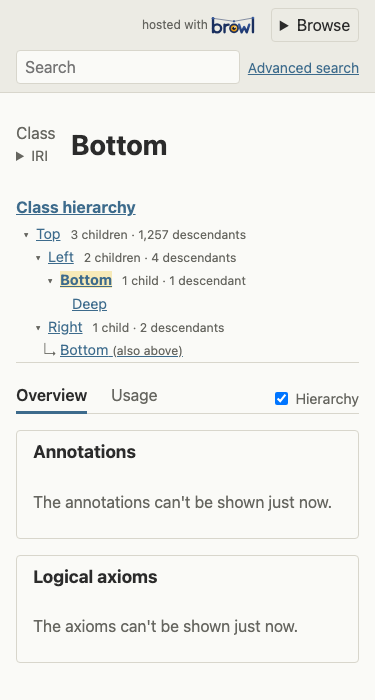 hosted with browl
▶ Browse
Search
Advanced search
Class
▶ IRI
Bottom
Class hierarchy
▾ Top 3 children · 1,257 descendants
▾ Left 2 children · 4 descendants
▾ Bottom 1 child · 1 descendant
Deep
▾ Right 1 child · 2 descendants
Bottom (also above)
Overview
Usage
Hierarchy
Annotations
The annotations can't be shown just now.
Logical axioms
The axioms can't be shown just now.